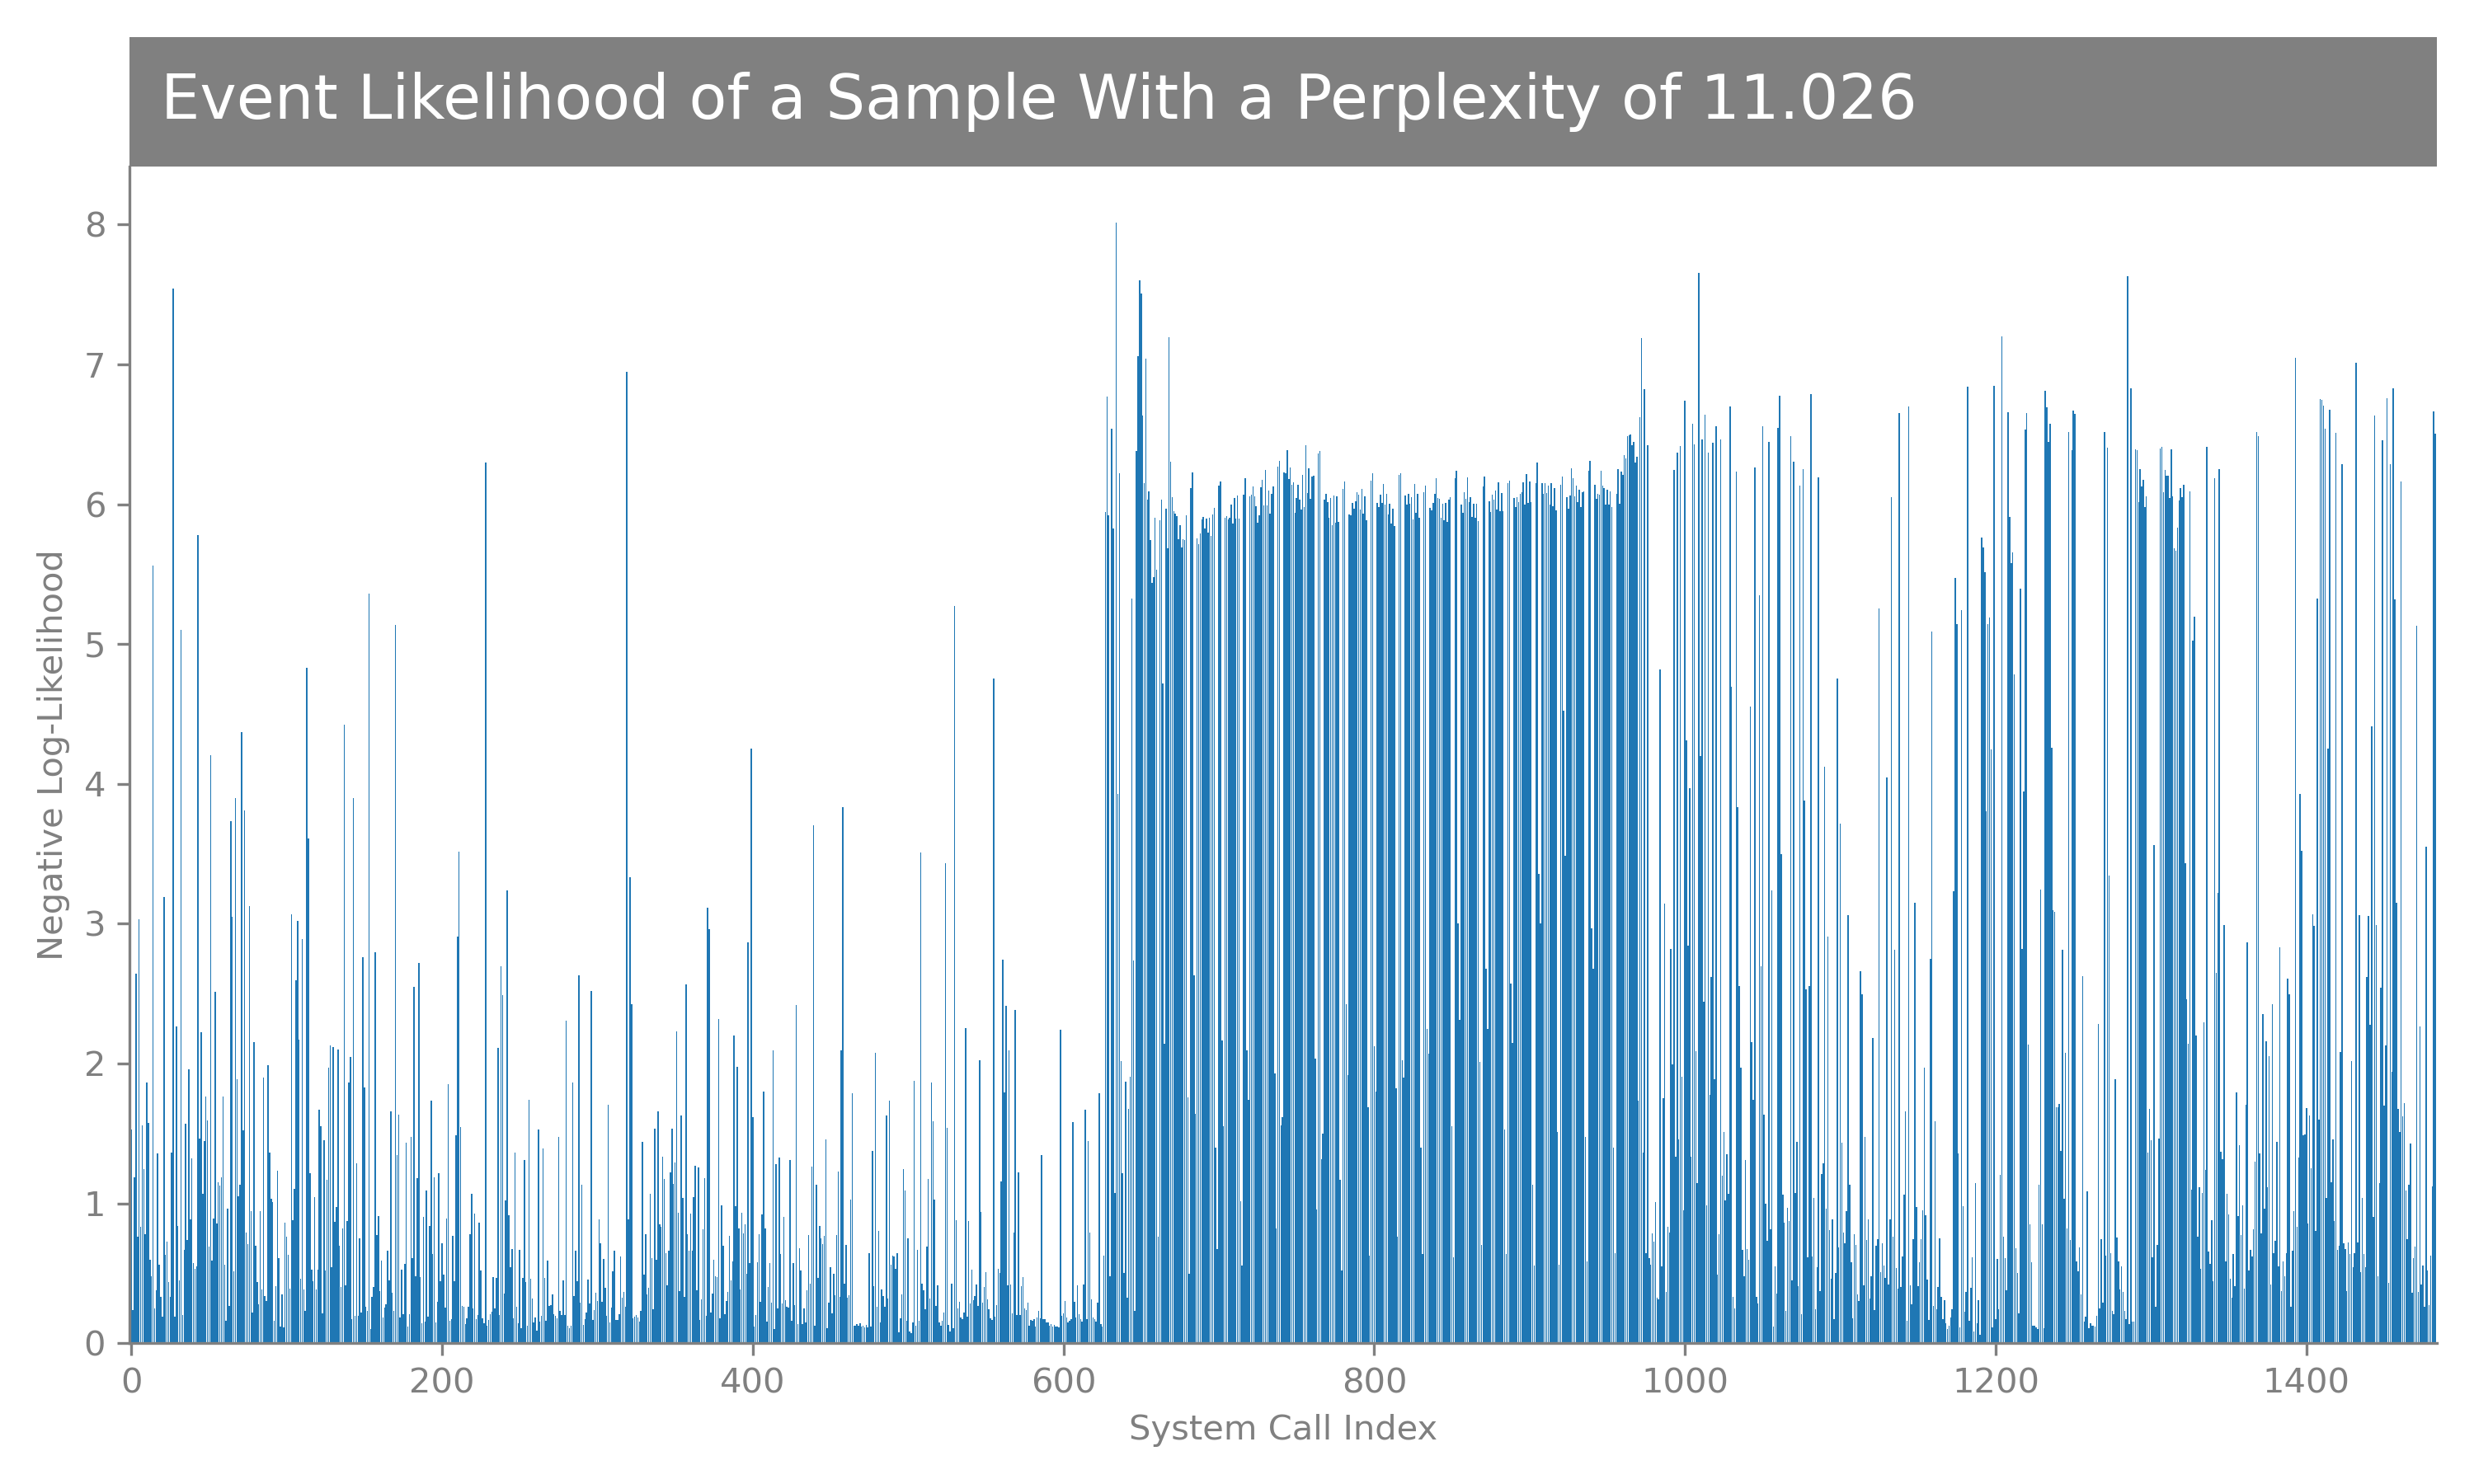 Event Likelihood of a Sample With a Perplexity of 11.026
8
7
6
5
4
3
2
1
0
Negative Log-Likelihood
0 200 400 600 800 1000 1200 1400
System Call Index